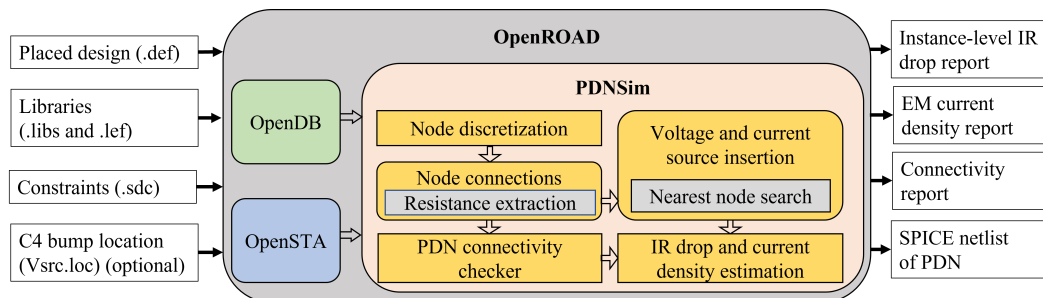 Placed design (.def)
Libraries
(.libs and .lef)
Constraints (.sdc)
C4 bump location
(Vsrc.loc) (optional)
OpenROAD
OpenDB
OpenSTA
PDNSim
Node discretization
Node connections
Resistance extraction
PDN connectivity
checker
Voltage and current
source insertion
Nearest node search
IR drop and current
density estimation
Instance-level IR
drop report
EM current
density report
Connectivity
report
SPICE netlist
of PDN